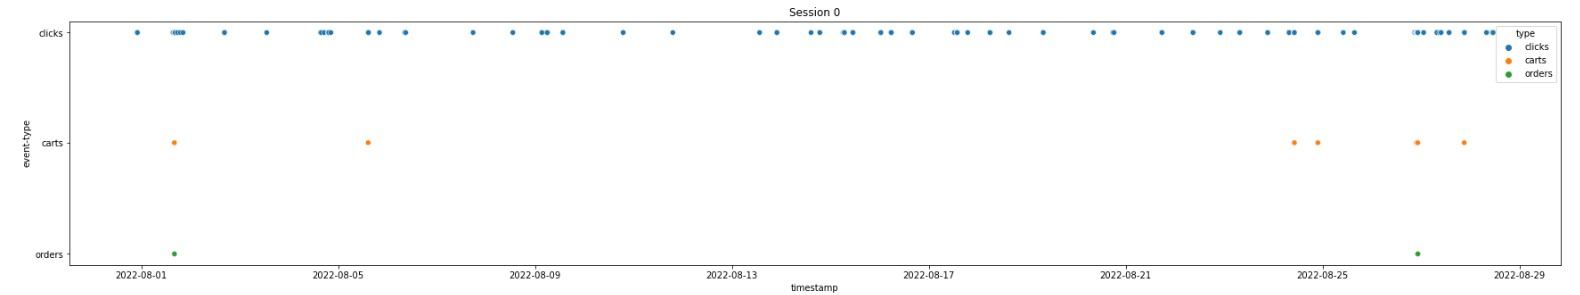 Session 0
clicks
carts
orders
event-type
type
clicks
carts
orders
2022-08-01
2022-08-05
2022-08-09
2022-08-13
2022-08-17
2022-08-21
2022-08-25
2022-08-29
timestamp